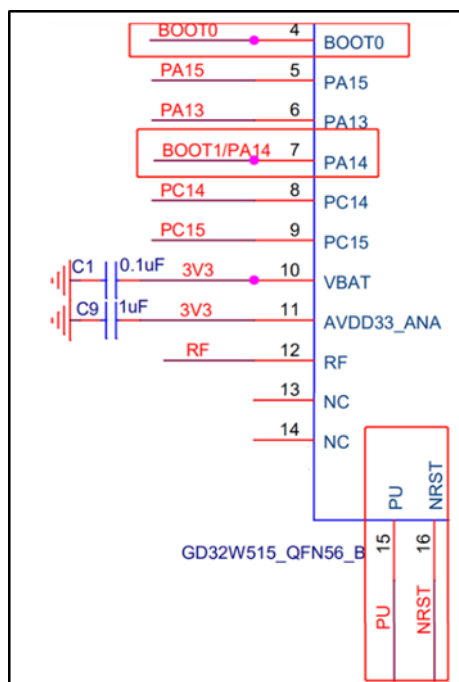 BOOT0 4 BOOT0
PA15 5 PA15
PA13 6 PA13
BOOT1/PA14 7 PA14
PC14 8 PC14
PC15 9 PC15
C1 0.1uF 3V3 10 VBAT
C9 1uF 3V3 11 AVDD33_ANA
RF 12 RF
13 NC
14 NC
PU NRST
GD32W515_QFN56_B 15 16
PU NRST